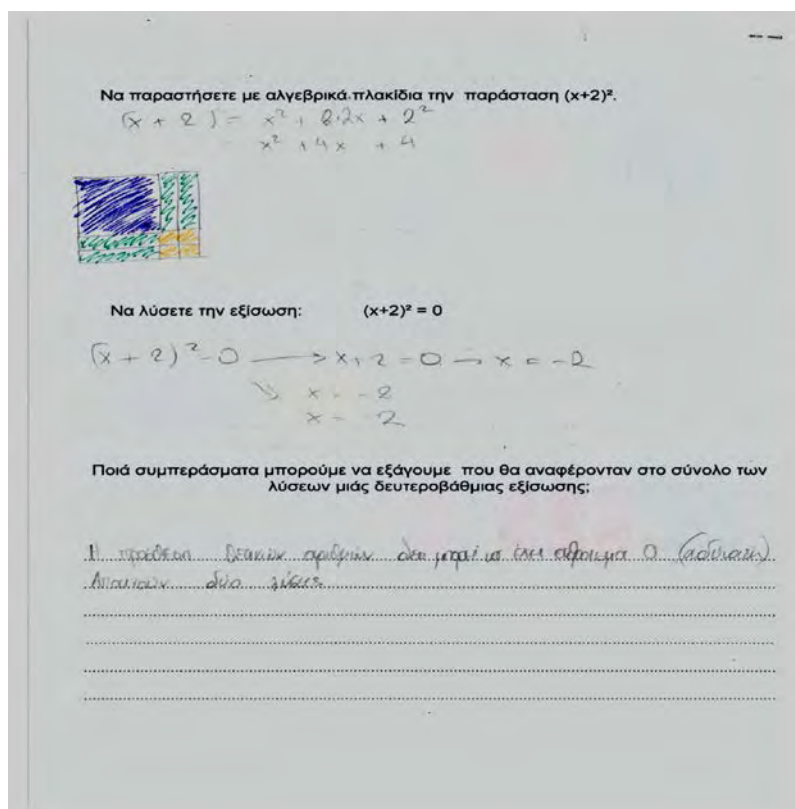 Να παραστήσετε με αλγεβρικά πλακίδια την παράσταση (x+2)².
(x + 2) = x² + 2·2x + 2²
x² + 4x + 4
Να λύσετε την εξίσωση: (x+2)² = 0
(x + 2)² = 0 → x + 2 = 0 → x = -2
x = -2
x = -2
Ποιά συμπεράσματα μπορούμε να εξάγουμε που θα αναφέρονταν στο σύνολο των
λύσεων μιάς δευτεροβάθμιας εξίσωσης;
Η πρόσθεση θετικών αριθμών δεν μπορεί να έχει άθροισμα 0 (αδύνατη)
δύο λύσεις